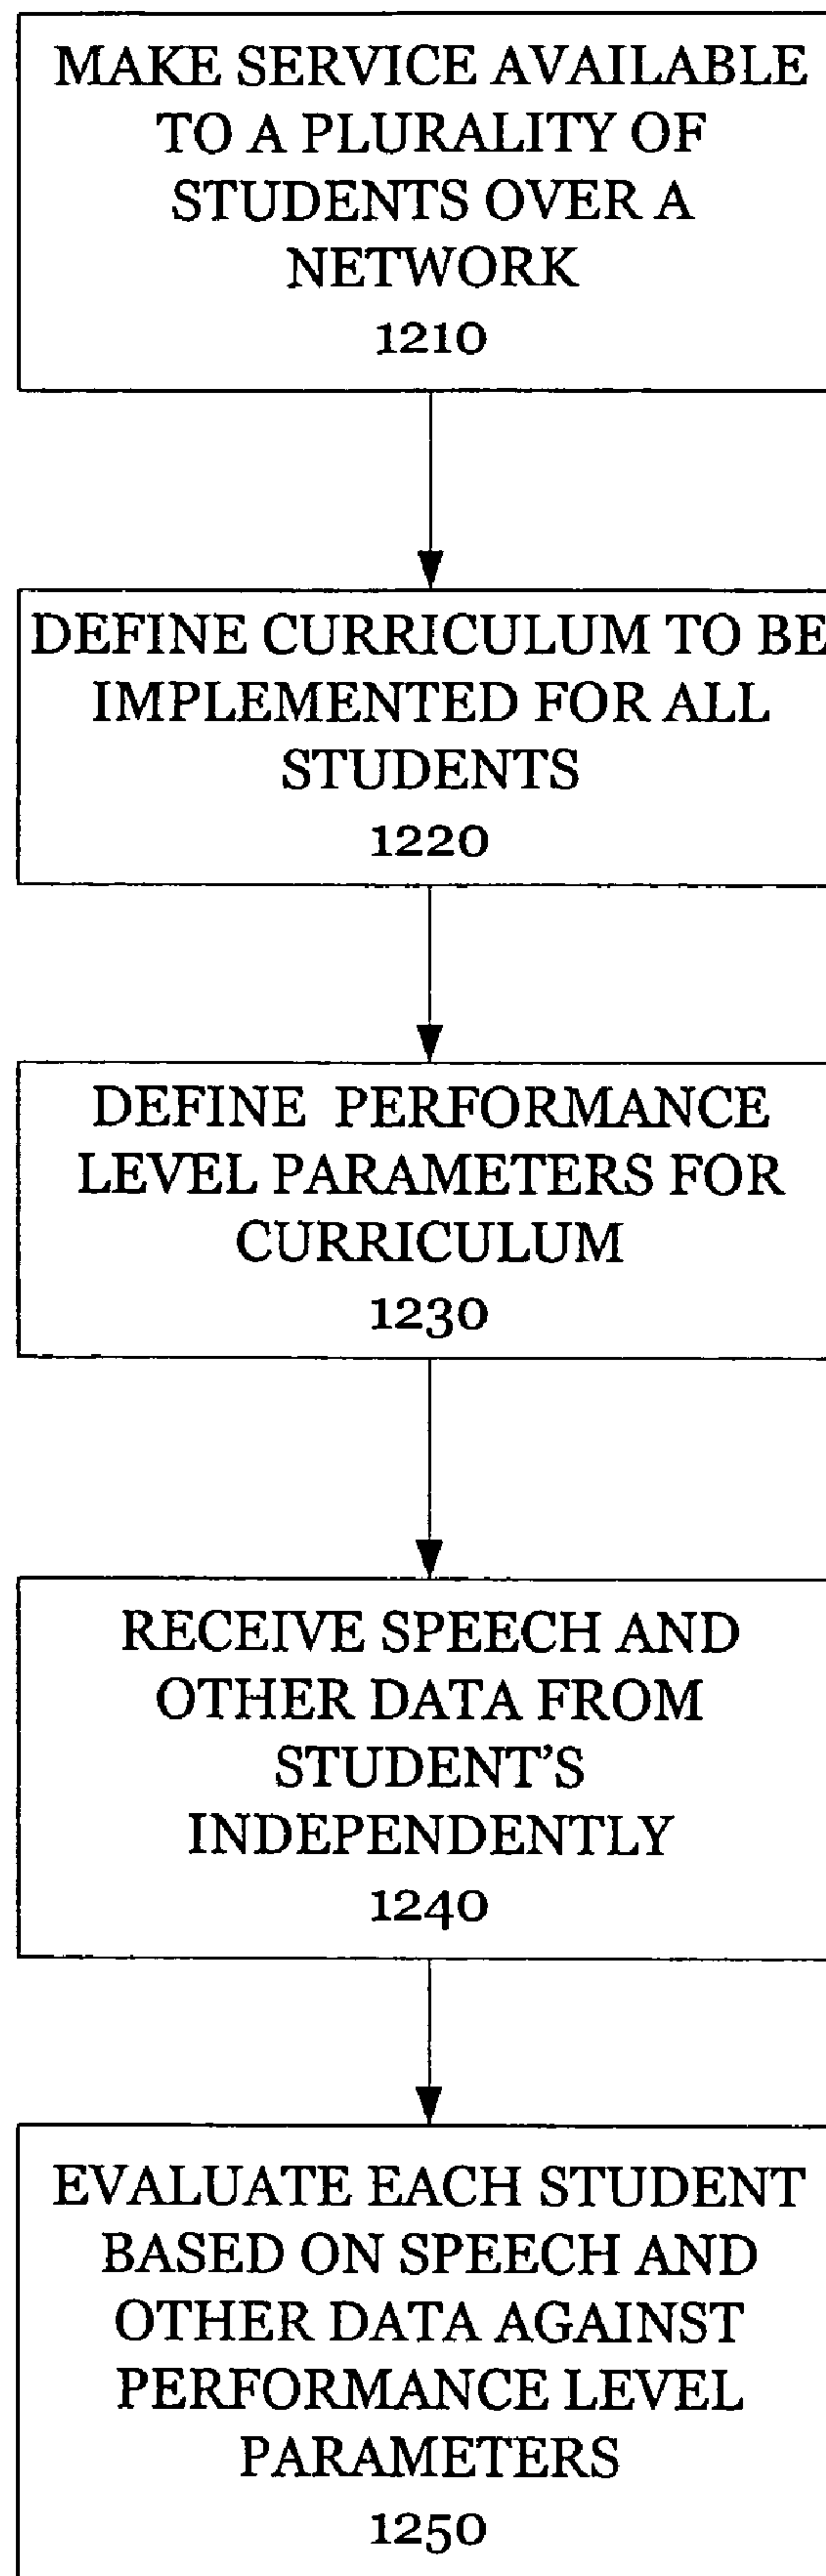 MAKE SERVICE AVAILABLE
TO A PLURALITY OF
STUDENTS OVER A
NETWORK
1210
DEFINE CURRICULUM TO BE
IMPLEMENTED FOR ALL
STUDENTS
1220
DEFINE PERFORMANCE
LEVEL PARAMETERS FOR
CURRICULUM
1230
RECEIVE SPEECH AND
OTHER DATA FROM
STUDENT'S
INDEPENDENTLY
1240
EVALUATE EACH STUDENT
BASED ON SPEECH AND
OTHER DATA AGAINST
PERFORMANCE LEVEL
PARAMETERS
1250